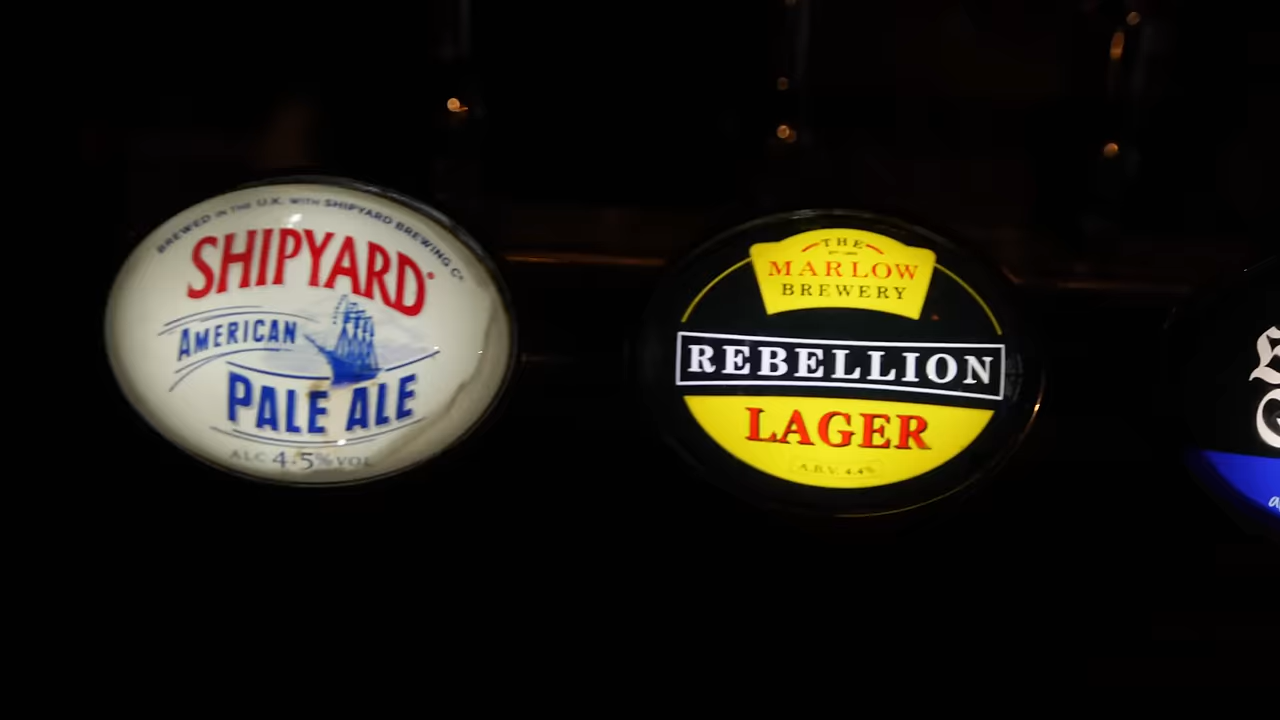 BREWED IN THE U.K. WITH SHIPYARD BREWING Cº
SHIPYARD
AMERICAN
PALE ALE
ALC 4.5% VOL
THE
MARLOW
BREWERY
REBELLION
LAGER
A.B.V. 4.4%